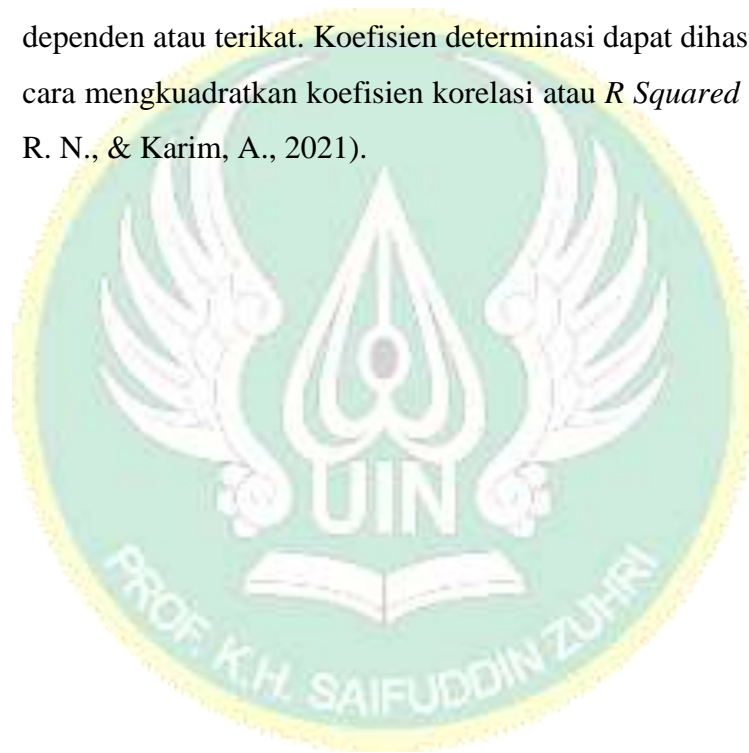 dependen atau terikat. Koefisien determinasi dapat dihas
cara mengkuadratkan koefisien korelasi atau R Squared
R. N., & Karim, A., 2021).
UIN
PROF. K.H. SAIFUDDIN ZUHRI